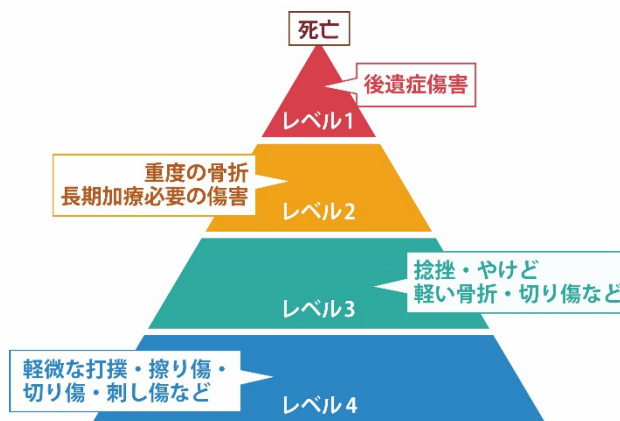 死亡
後遺症傷害
レベル1
重度の骨折
長期加療必要の傷害
レベル2
捻挫・やけど
軽い骨折・切り傷など
レベル3
軽微な打撲・擦り傷・
切り傷・刺し傷など
レベル4